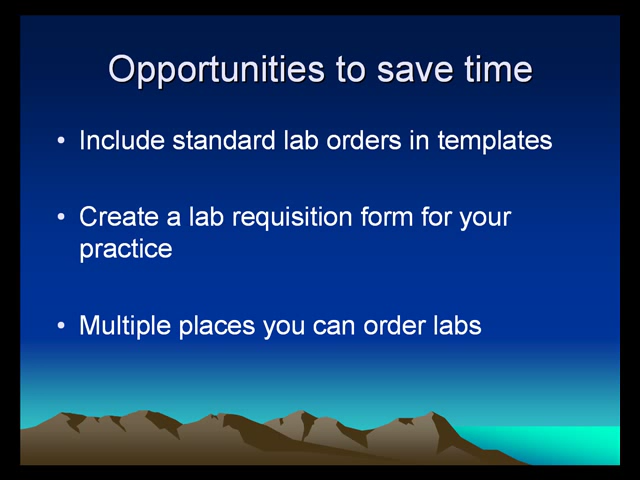 Opportunities to save time
• Include standard lab orders in templates
• Create a lab requisition form for your
practice
• Multiple places you can order labs